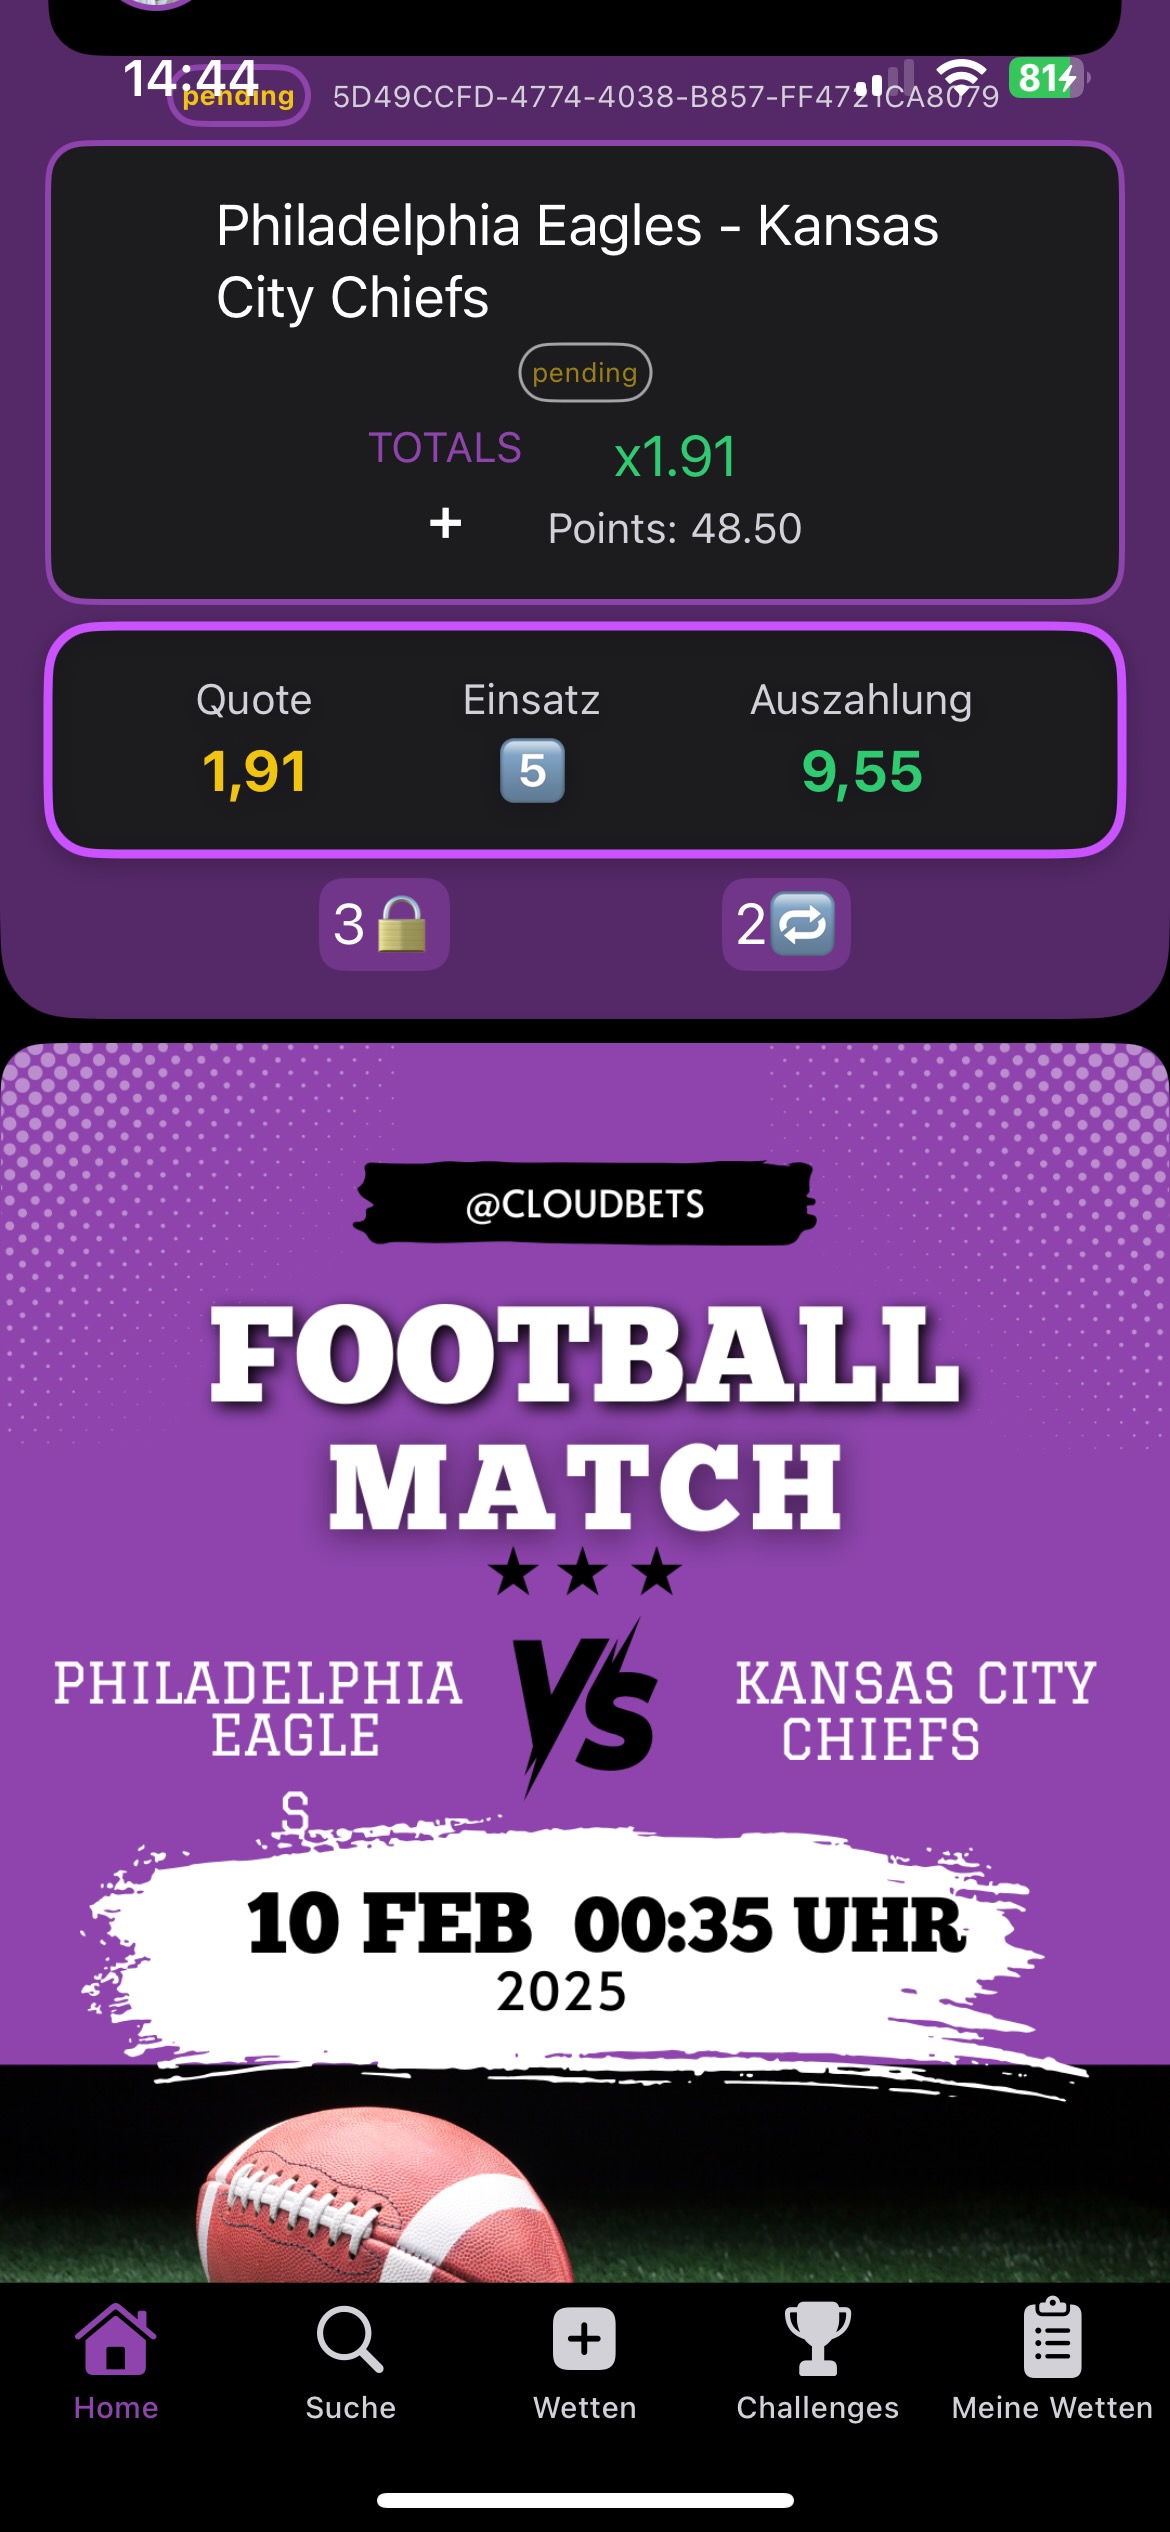 14:44
81
pending 5D49CCFD-4774-4038-B857-FF4721CA8079
Philadelphia Eagles - Kansas
City Chiefs
pending
TOTALS x1.91
+ Points: 48.50
Quote Einsatz Auszahlung
1,91 5 9,55
3 2
@CLOUDBETS
FOOTBALL
MATCH
PHILADELPHIA
EAGLE
S
VS
KANSAS CITY
CHIEFS
10 FEB 00:35 UHR
2025
Home Suche Wetten Challenges Meine Wetten